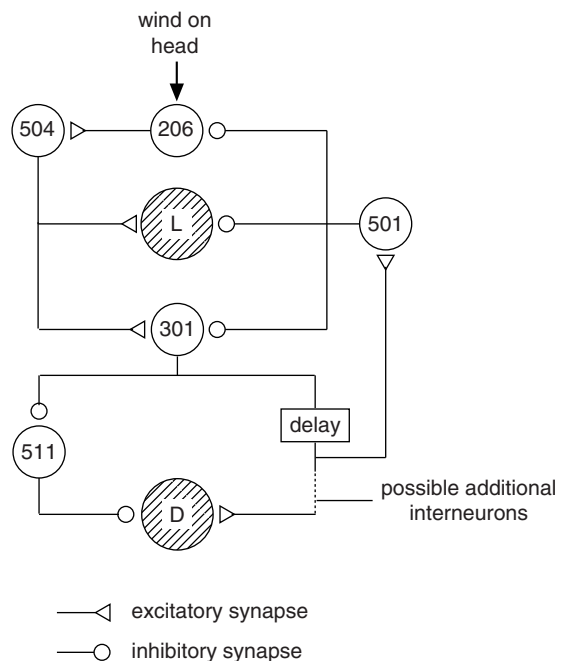 wind on
head
504
206
L
501
301
delay
511
D
possible additional
interneurons
excitatory synapse
inhibitory synapse